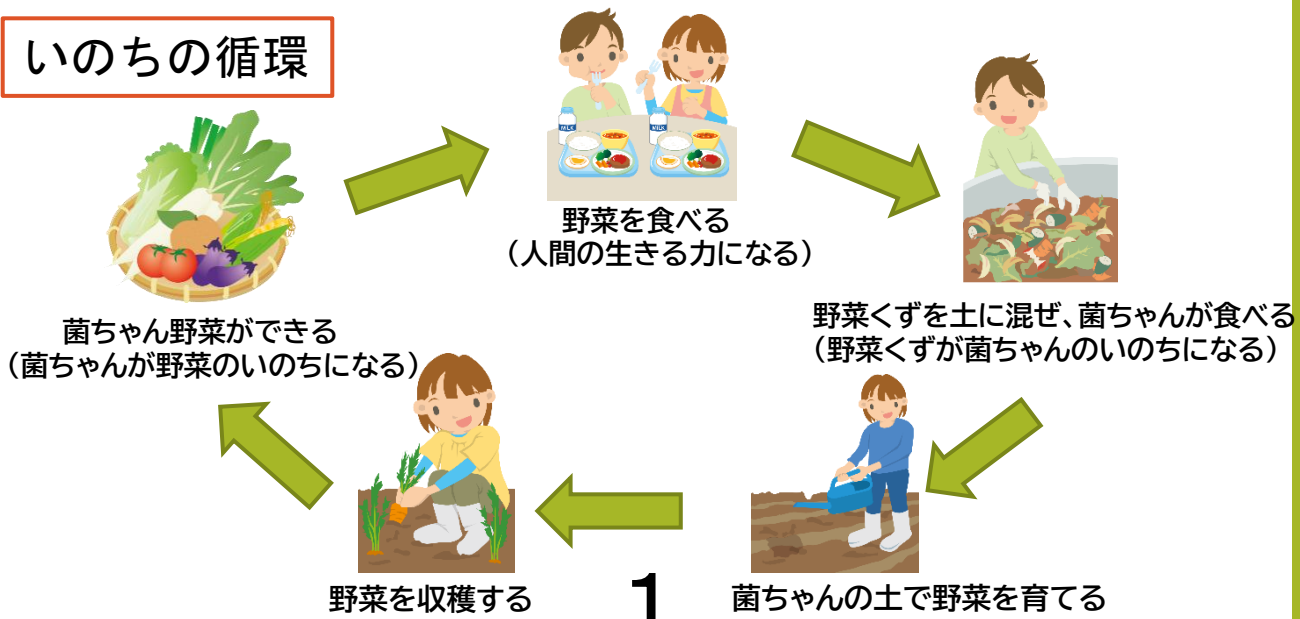 いのちの循環
MILK
MILK
野菜を食べる
（人間の生きる力になる）
野菜くずを土に混ぜ、菌ちゃんが食べる
（野菜くずが菌ちゃんのいのちになる）
菌ちゃん野菜ができる
（菌ちゃんが野菜のいのちになる）
野菜を収穫する
1
菌ちゃんの土で野菜を育てる